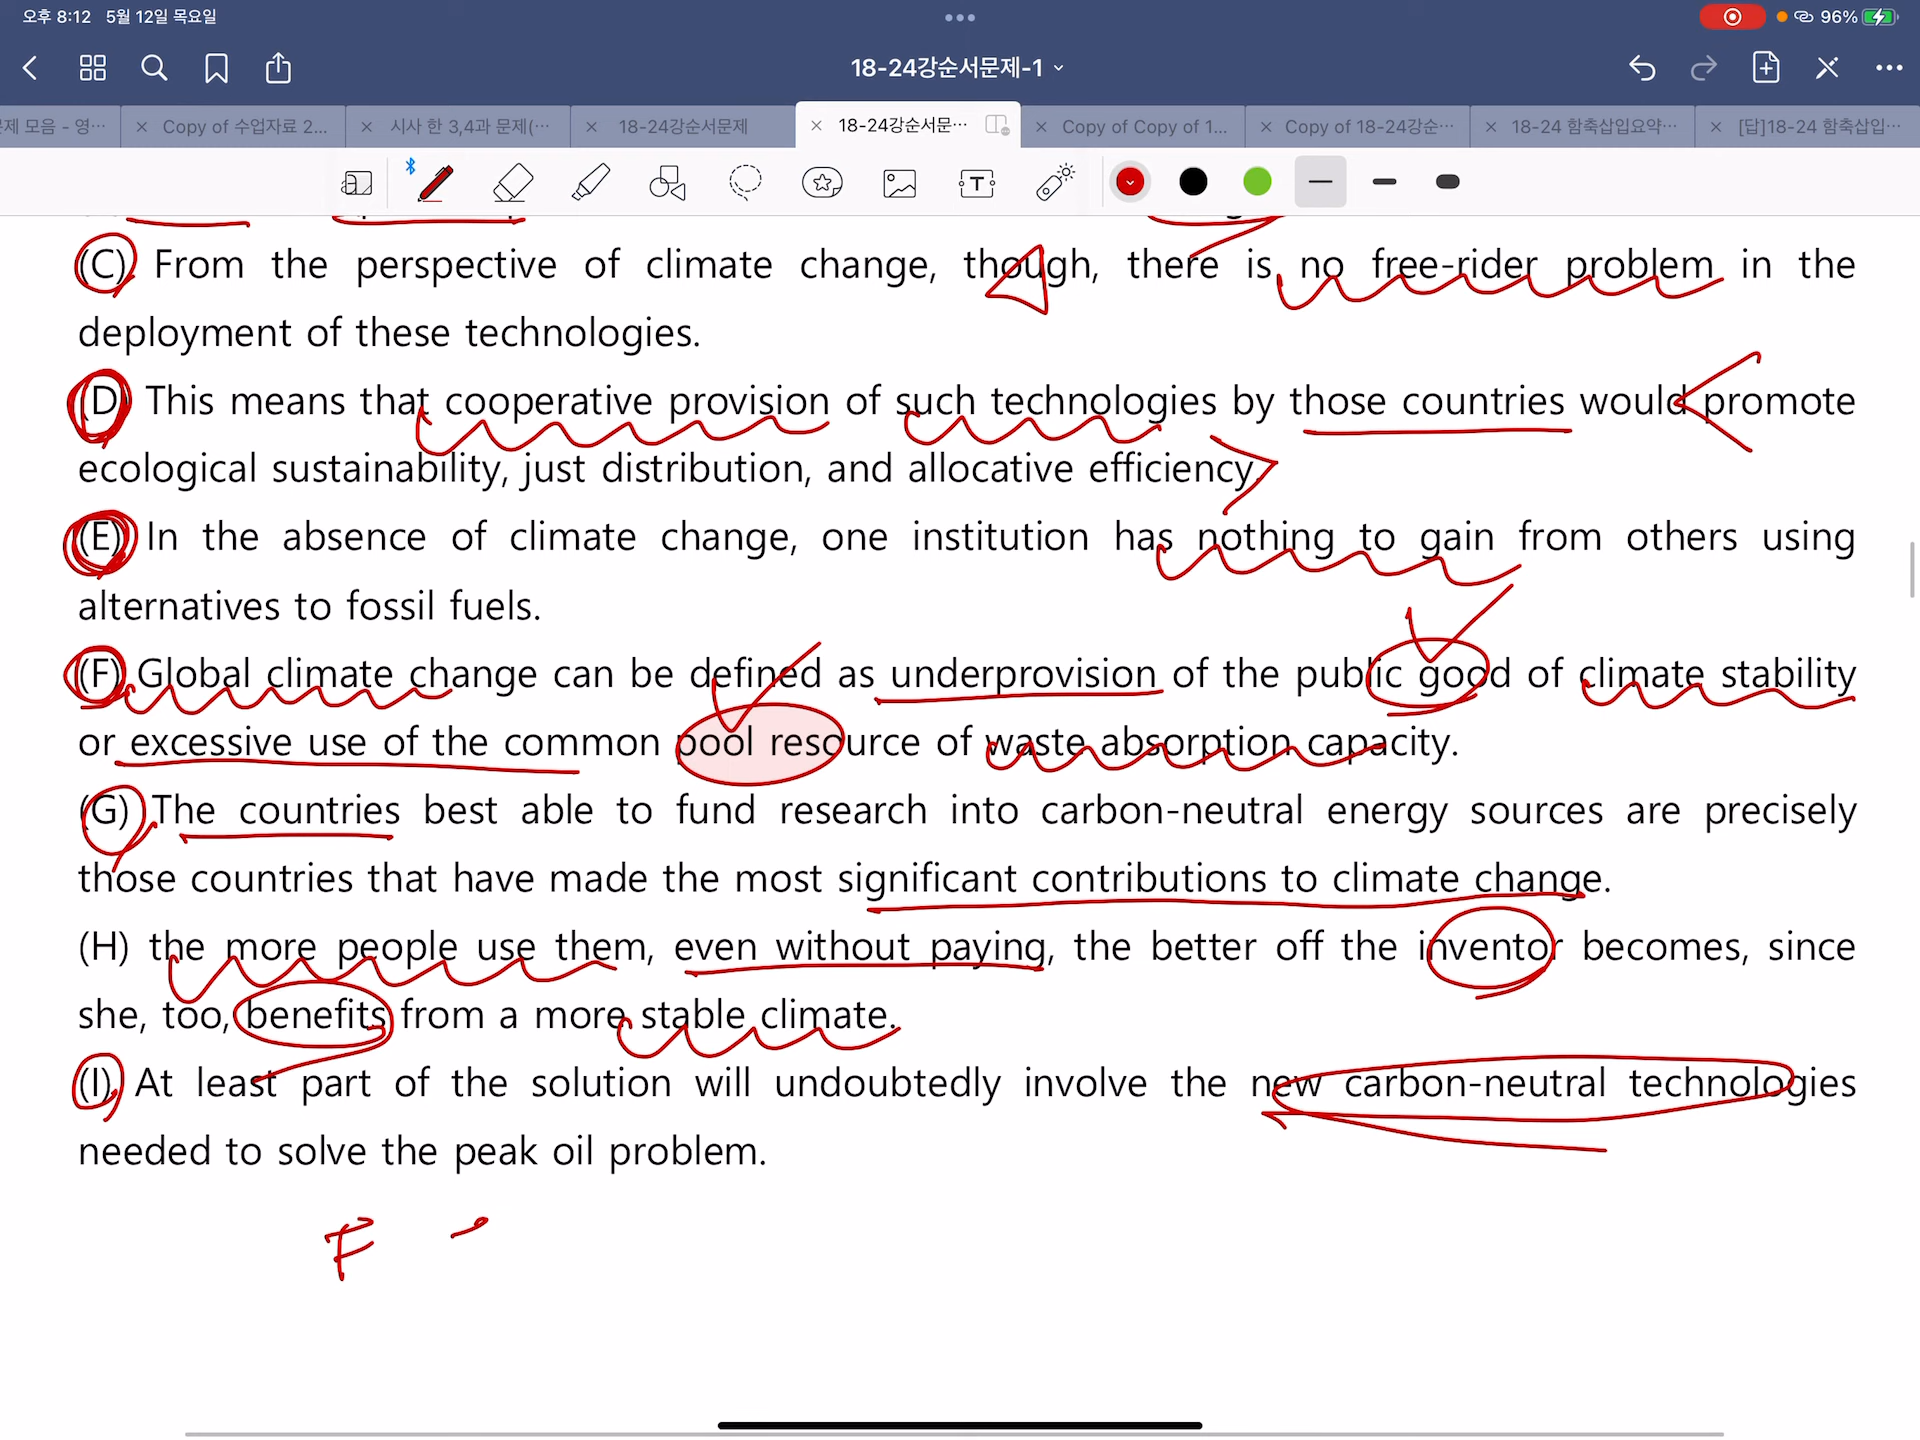 오후 8:12 5월 12일 목요일
96%
18-24강순서문제-1
문제 모음 - 영··· Copy of 수업자료 2... 시사 한 3,4과 문제(··· 18-24강순서문제 18-24강순서문··· Copy of Copy of 1... Copy of 18-24강순··· 18-24 함축삽입요약··· [답]18-24 함축삽입···
(C) From the perspective of climate change, though, there is no free-rider problem in the
deployment of these technologies.
(D) This means that cooperative provision of such technologies by those countries would promote
ecological sustainability, just distribution, and allocative efficiency.
(E) In the absence of climate change, one institution has nothing to gain from others using
alternatives to fossil fuels.
(F) Global climate change can be defined as underprovision of the public good of climate stability
or excessive use of the common pool resource of waste absorption capacity.
(G) The countries best able to fund research into carbon-neutral energy sources are precisely
those countries that have made the most significant contributions to climate change.
(H) the more people use them, even without paying, the better off the inventor becomes, since
she, too, benefits from a more stable climate.
(I) At least part of the solution will undoubtedly involve the new carbon-neutral technologies
needed to solve the peak oil problem.
F -